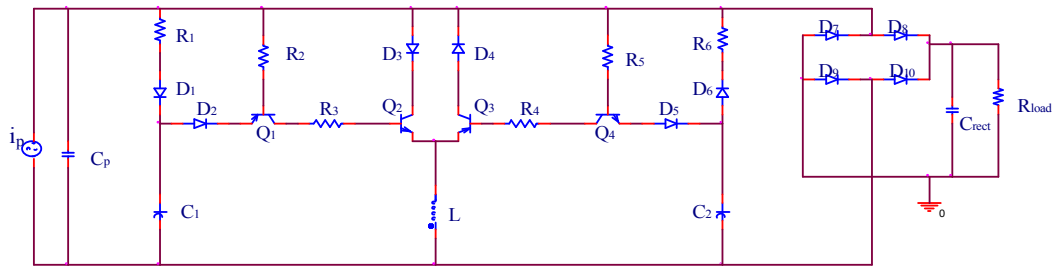 R1
R2
D3
D4
R5
R6
D7
D8
D1
D6
D9
D10
D2
R3
Q2
Q3
R4
D5
Rload
Q1
Q4
Crect
ip
Cp
C1
L
C2
0